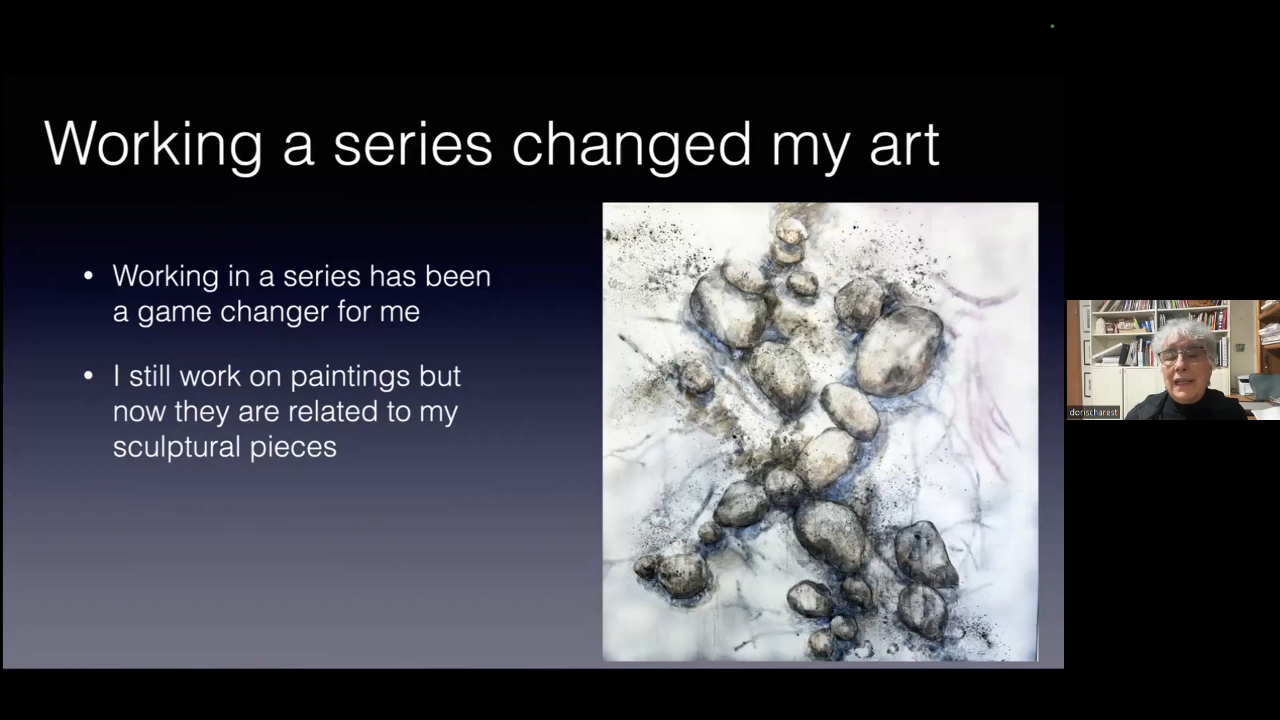 Working a series changed my art
• Working in a series has been
a game changer for me
• I still work on paintings but
now they are related to my
sculptural pieces
dorischarest